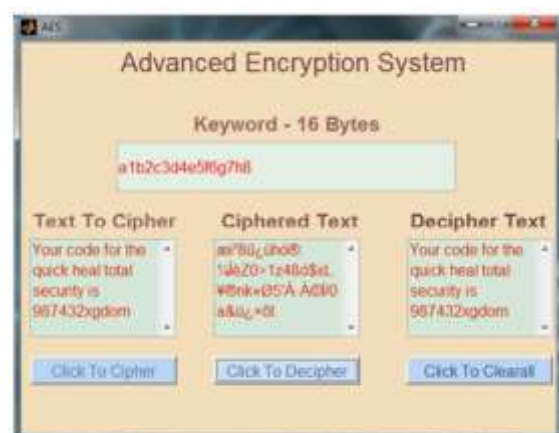 AES
Advanced Encryption System
Keyword - 16 Bytes
a1b2c3d4e5f6g7h8
Text To Cipher
Ciphered Text
Decipher Text
Your code for the
quick heal total
security is
987432xgdom
Your code for the
quick heal total
security is
987432xgdom
Click To Cipher
Click To Decipher
Click To Clearall